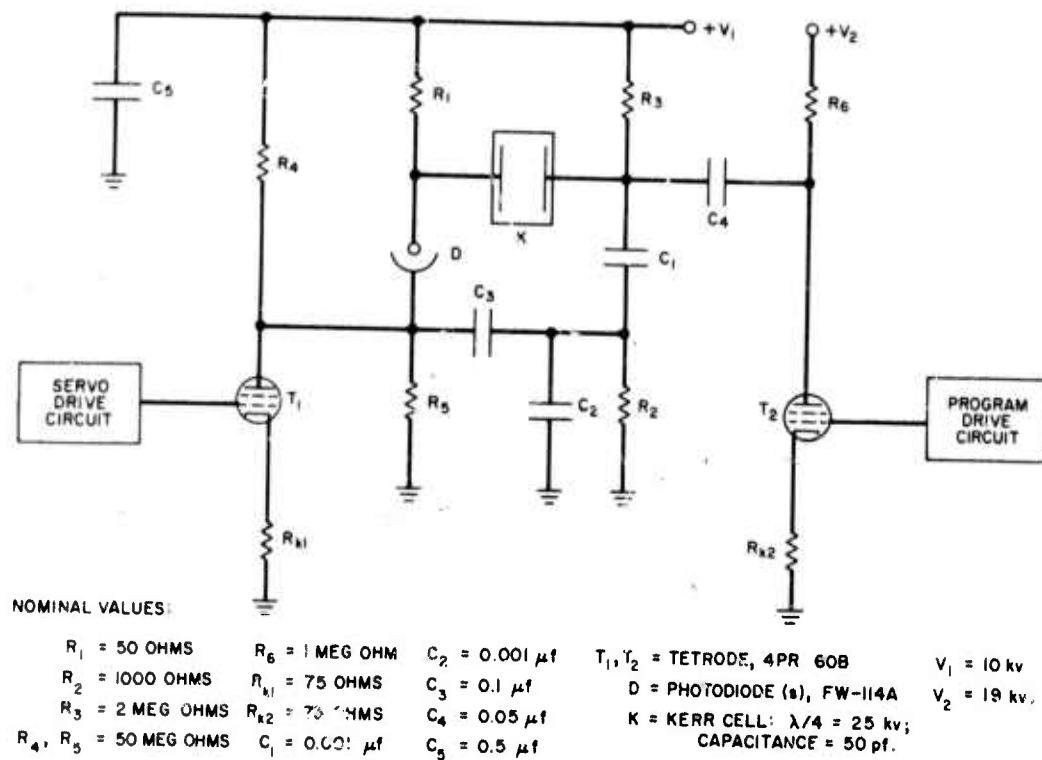 +V₁
+V₂
C₅
R₁
R₃
R₆
R₄
K
C₄
D
C₁
C₃
SERVO DRIVE CIRCUIT
T₁
R₅
C₂
R₂
T₂
PROGRAM DRIVE CIRCUIT
Rk1
Rk2
NOMINAL VALUES:
R₁ = 50 OHMS
R₂ = 1000 OHMS
R₃ = 2 MEG OHMS
R₄, R₅ = 50 MEG OHMS
R₆ = 1 MEG OHM
Rk1 = 75 OHMS
Rk2 = OHMS
C₁ = μf
C₂ = 0.001 μf
C₃ = 0.1 μf
C₄ = 0.05 μf
C₅ = 0.5 μf
T₁, T₂ = TETRODE, 4PR 60B
D = PHOTODIODE (s), FW-114A
K = KERR CELL: λ/4 = 25 kv;
CAPACITANCE = 50 pf.
V₁ = 10 kv
V₂ = 19 kv.